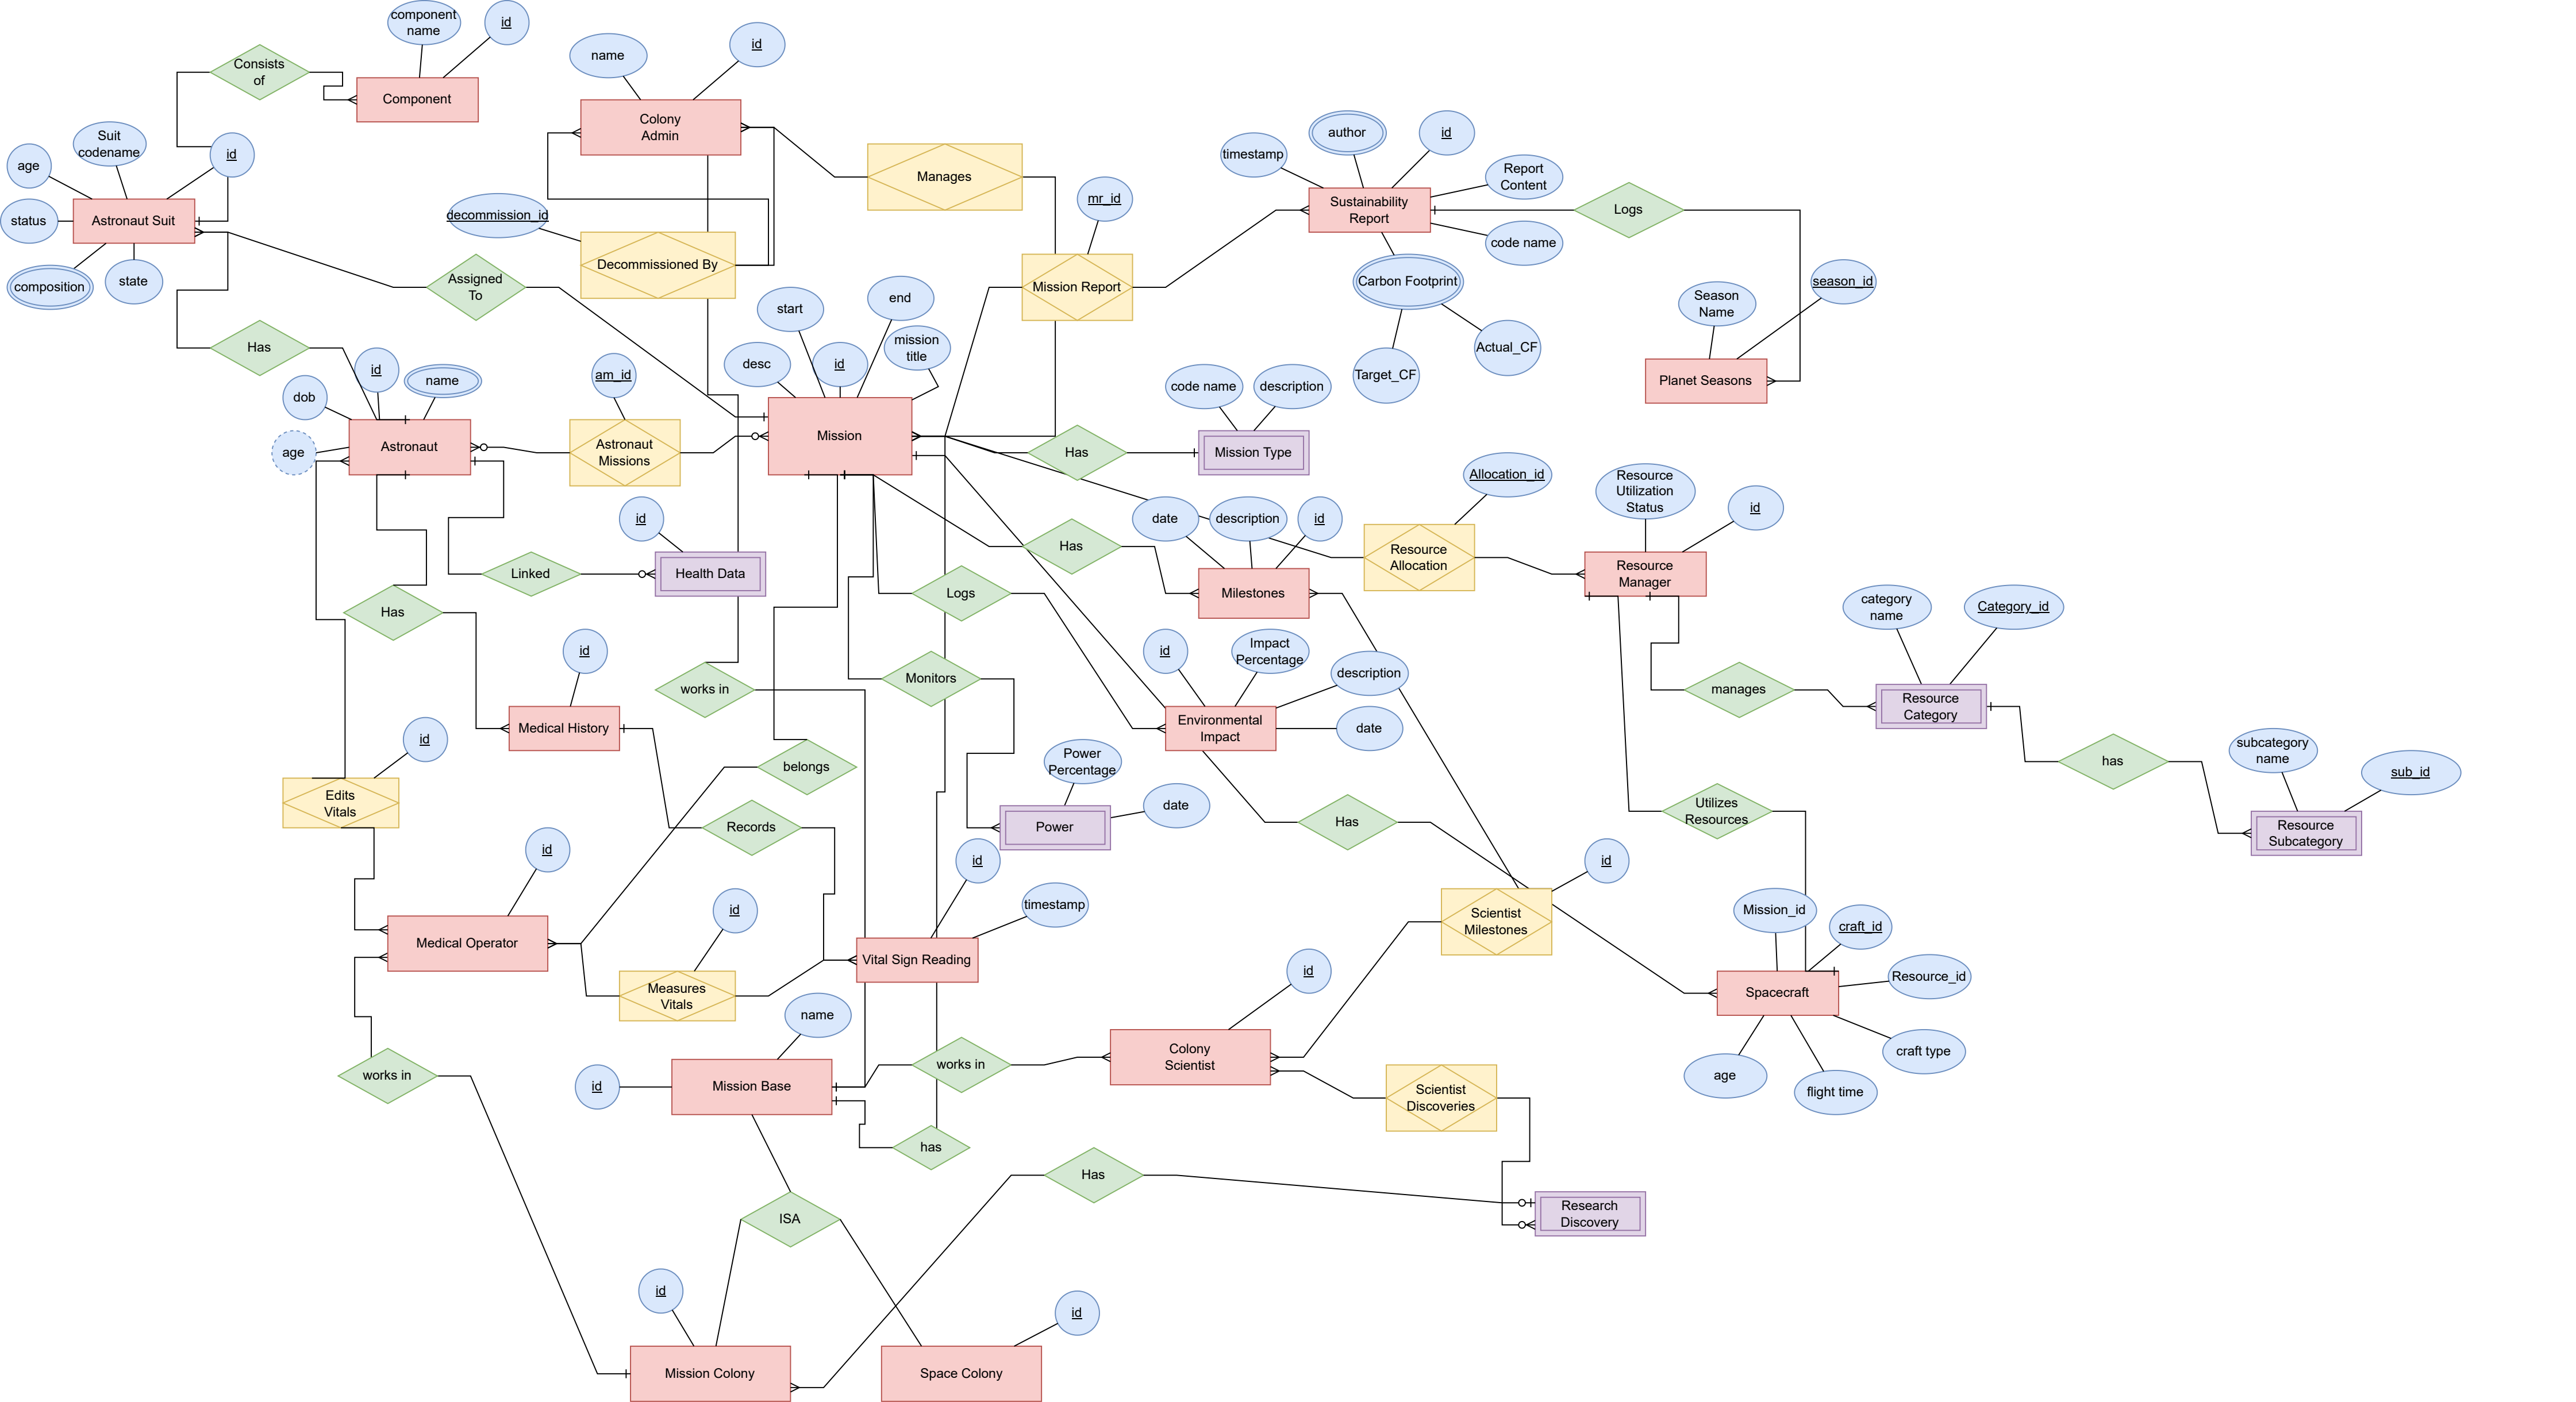 component
name
id
Consists
of
Component
name
id
Colony
Admin
Suit
codename
id
age
status
Astronaut Suit
composition
state
decommission_id
Decommissioned By
Manages
mr_id
Mission Report
timestamp
author
id
Report
Content
Sustainability
Report
code name
Logs
Carbon Footprint
Target_CF
Actual_CF
Season
Name
season_id
Planet Seasons
Assigned
To
Has
start
end
mission
title
desc
id
Mission
dob
id
name
age
Astronaut
am_id
Astronaut
Missions
code name
description
Has
Mission Type
Allocation_id
Resource
Utilization
Status
id
date
description
id
Has
Milestones
Resource
Allocation
Resource
Manager
id
Linked
Health Data
Has
Logs
category
name
Category_id
id
Medical History
works in
Monitors
id
Impact
Percentage
description
date
Environmental
Impact
manages
Resource
Category
has
subcategory
name
sub_id
Resource
Subcategory
id
Edits
Vitals
belongs
Records
Power
Percentage
date
Power
Has
Utilizes
Resources
id
Medical Operator
id
Measures
Vitals
id
timestamp
Vital Sign Reading
id
Scientist
Milestones
Mission_id
craft_id
Resource_id
Spacecraft
craft type
age
flight time
name
id
Mission Base
works in
works in
id
Colony
Scientist
Scientist
Discoveries
has
Has
Research
Discovery
ISA
id
Mission Colony
id
Space Colony